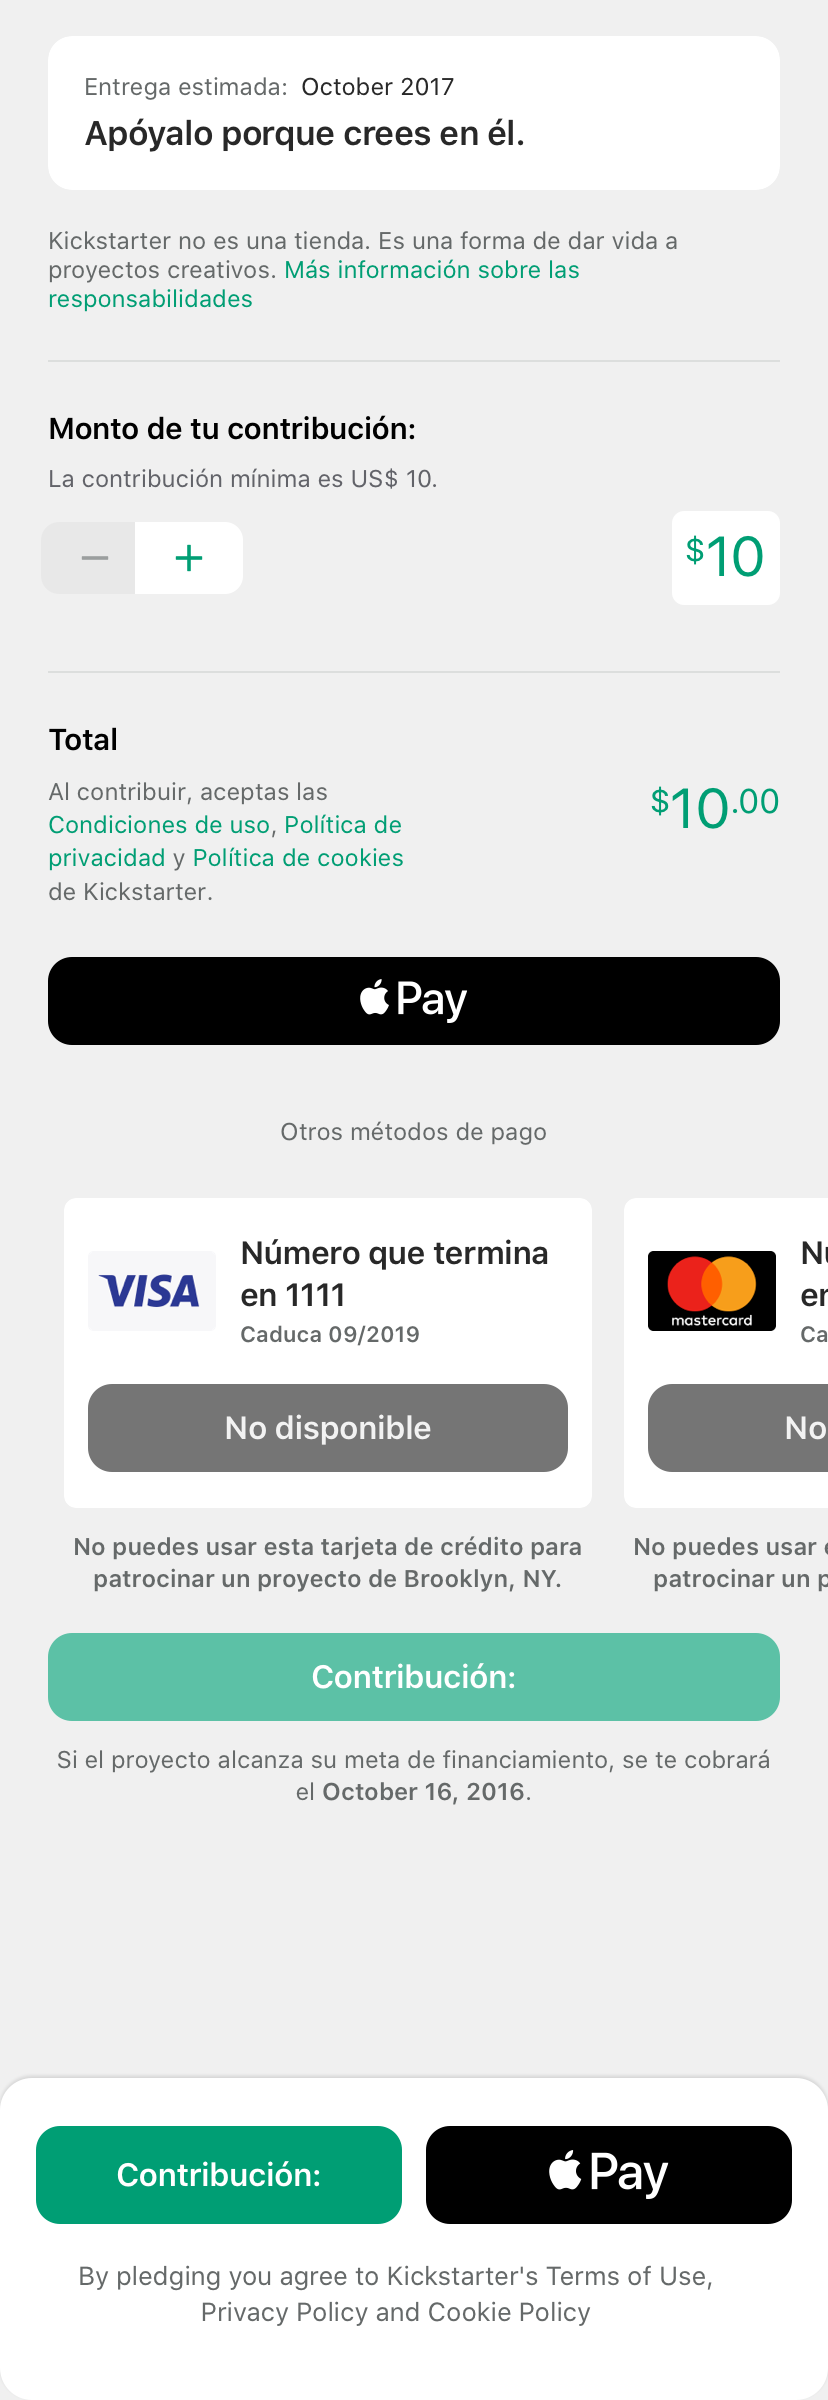 Entrega estimada: October 2017
Apóyalo porque crees en él.
Kickstarter no es una tienda. Es una forma de dar vida a
proyectos creativos. Más información sobre las
responsabilidades
Monto de tu contribución:
La contribución mínima es US$ 10.
− +
$10
Total
Al contribuir, aceptas las
Condiciones de uso, Política de
privacidad y Política de cookies
de Kickstarter.
$10.00
Pay
Otros métodos de pago
VISA
Número que termina
en 1111
Caduca 09/2019
No disponible
No puedes usar esta tarjeta de crédito para
patrocinar un proyecto de Brooklyn, NY.
mastercard
No
No puedes usar
patrocinar un
Contribución:
Si el proyecto alcanza su meta de financiamiento, se te cobrará
el October 16, 2016.
Contribución:
Pay
By pledging you agree to Kickstarter's Terms of Use,
Privacy Policy and Cookie Policy